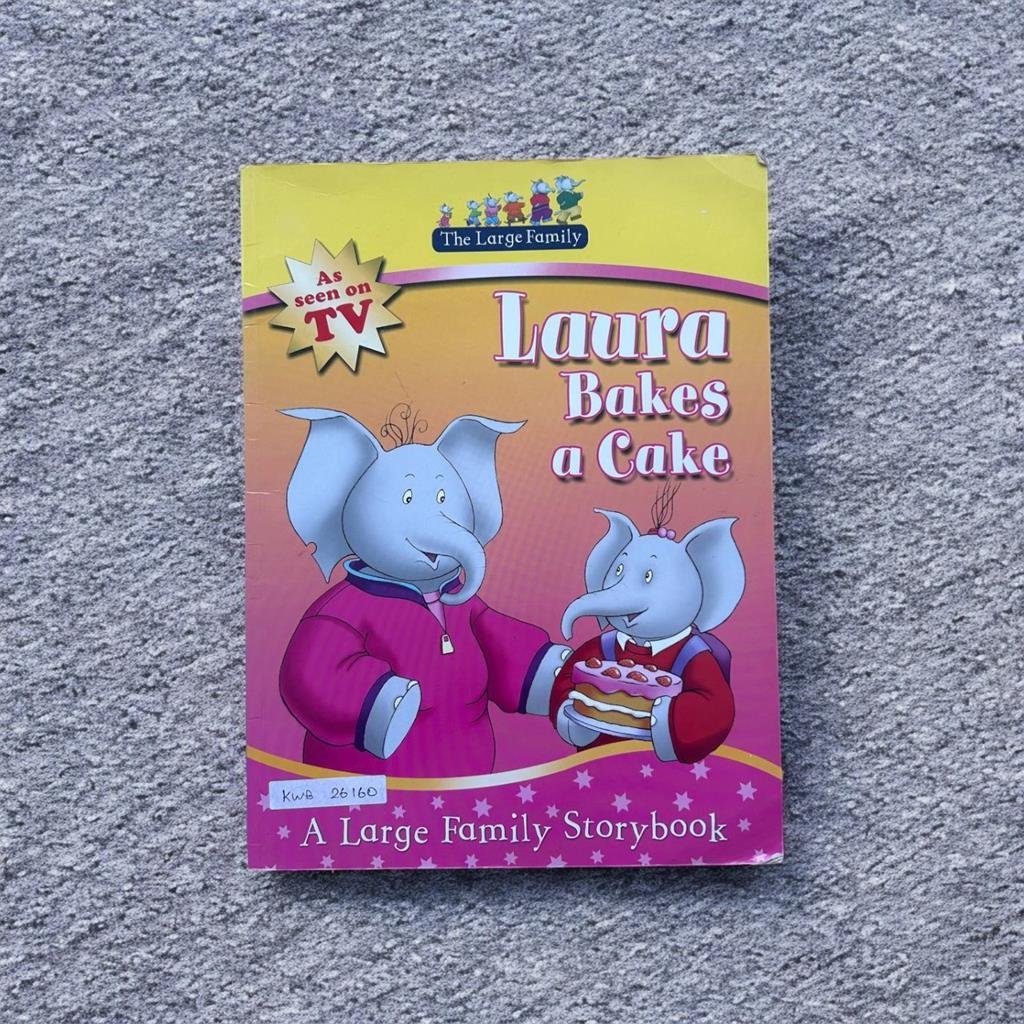 The Large Family
As
seen on
TV
Laura
Bakes
a Cake
KWB 26160
A Large Family Storybook